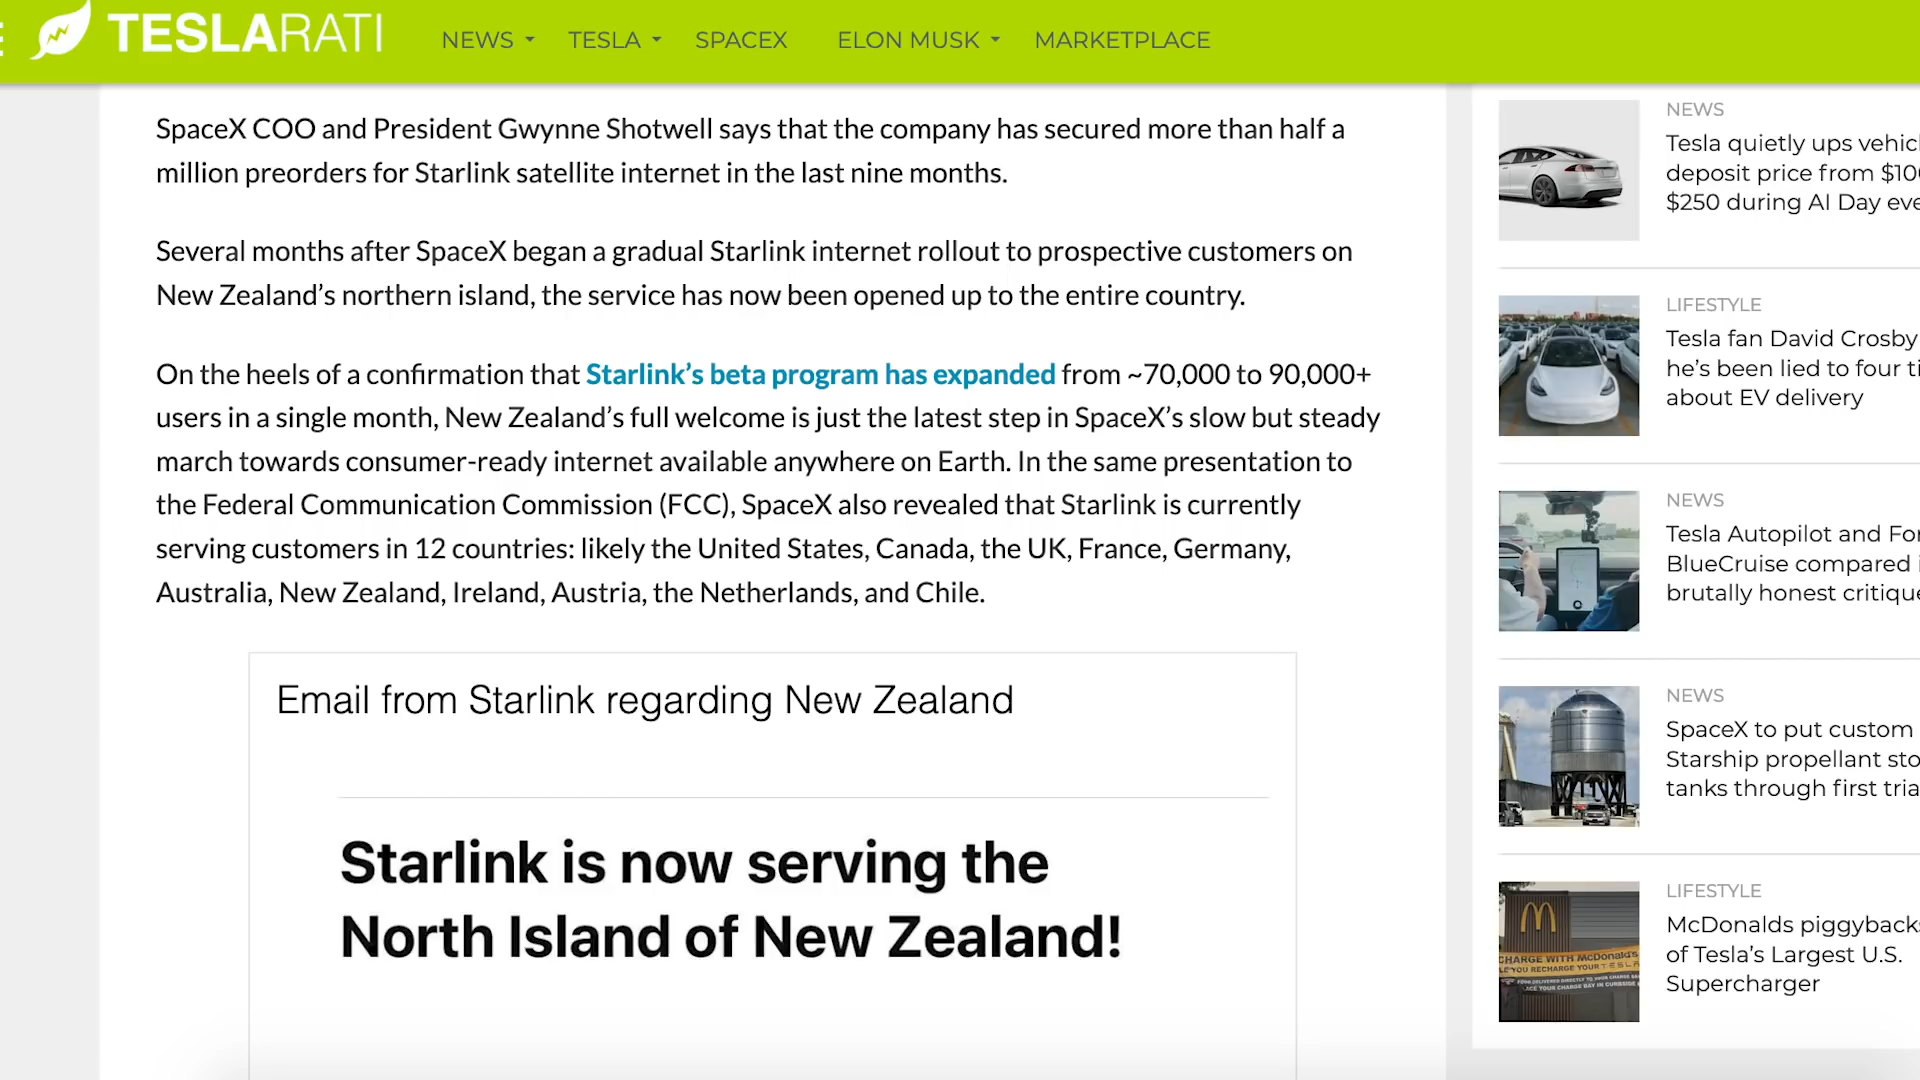 TESLARATI
NEWS
TESLA
SPACEX
ELON MUSK
MARKETPLACE
SpaceX COO and President Gwynne Shotwell says that the company has secured more than half a
million preorders for Starlink satellite internet in the last nine months.
Several months after SpaceX began a gradual Starlink internet rollout to prospective customers on
New Zealand’s northern island, the service has now been opened up to the entire country.
On the heels of a confirmation that Starlink’s beta program has expanded from ~70,000 to 90,000+
users in a single month, New Zealand’s full welcome is just the latest step in SpaceX’s slow but steady
march towards consumer-ready internet available anywhere on Earth. In the same presentation to
the Federal Communication Commission (FCC), SpaceX also revealed that Starlink is currently
serving customers in 12 countries: likely the United States, Canada, the UK, France, Germany,
Australia, New Zealand, Ireland, Austria, the Netherlands, and Chile.
Email from Starlink regarding New Zealand
Starlink is now serving the
North Island of New Zealand!
NEWS
Tesla quietly ups
deposit price from
$250 during AI Day
LIFESTYLE
Tesla fan David Crosby
he’s been lied to four
about EV delivery
NEWS
Tesla Autopilot and
BlueCruise compared
brutally honest
NEWS
SpaceX to put custom
Starship propellant
tanks through first
LIFESTYLE
McDonalds
of Tesla’s Largest U.S.
Supercharger
CHARGE WITH McDonald's
YOU RECHARGE YOUR TESLA